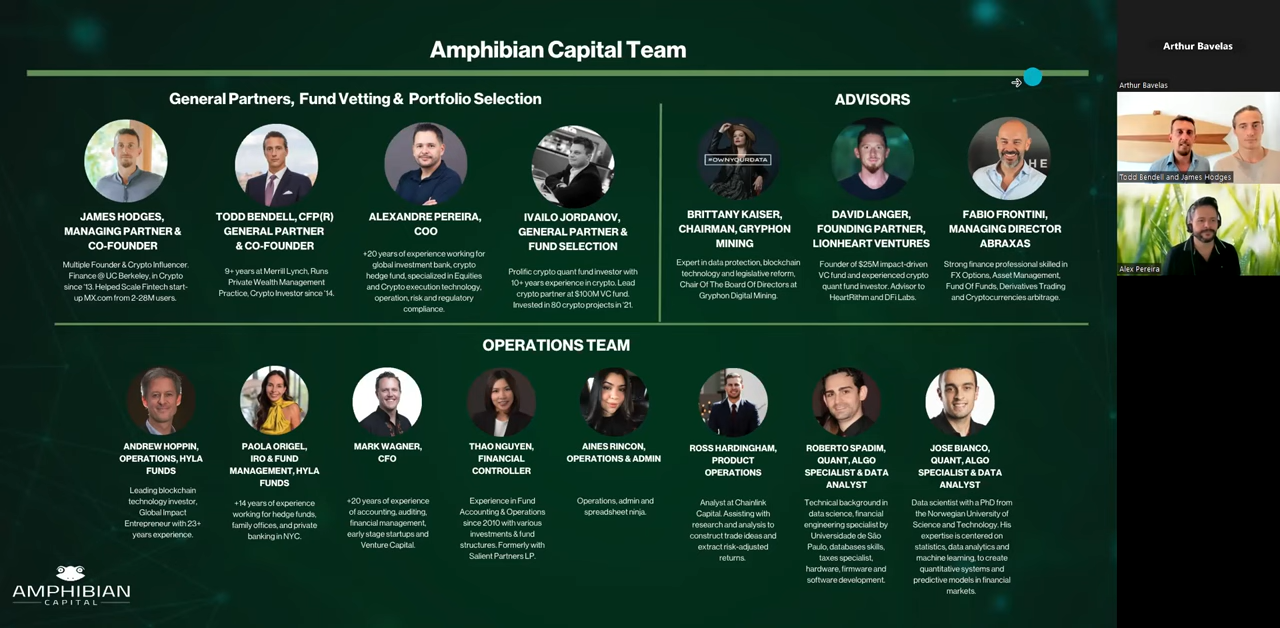 Amphibian Capital Team
General Partners, Fund Vetting & Portfolio Selection
JAMES HODGES,
MANAGING PARTNER &
CO-FOUNDER
Multiple Founder & Crypto Influencer.
Finance @ UC Berkeley, in Crypto
since '13. Helped Scale Fintech start-
up MX.com from 2-28M users.
TODD BENDELL, CFP(R)
GENERAL PARTNER
& CO-FOUNDER
9+ years at Merriil Lynch, Runs
Private Wealth Management
Practice, Crypto Investor since '14.
ALEXANDRE PEREIRA,
COO
+20 years of experience working for
global investment bank, crypto
hedge fund, specialized in Equities
and Crypto execution technology,
operation, risk and regulatory
compliance.
IVAILO JORDANOV,
GENERAL PARTNER &
FUND SELECTION
Prolific crypto quant fund investor with
10+ years experience in crypto. Lead
crypto partner at $100M VC fund.
Invested in 80 crypto projects in '21.
ADVISORS
#OWNYOURDATA
BRITTANY KAISER,
CHAIRMAN, GRYPHON
MINING
Expert in data protection, blockchain
technology and legislative reform,
Chair Of The Board Of Directors at
Gryphon Digital Mining.
DAVID LANGER,
FOUNDING PARTNER,
LIONHEART VENTURES
Founder of $25M impact-driven
VC fund and experienced crypto
quant fund investor. Advisor to
HeartRithm and DFi Labs.
HE
FABIO FRONTINI,
MANAGING DIRECTOR
ABRAXAS
Strong finance professional skilled in
FX Options, Asset Management,
Fund Of Funds, Derivatives Trading
and Cryptocurrencies arbitrage.
OPERATIONS TEAM
ANDREW HOPPIN,
OPERATIONS, HYLA
FUNDS
Leading blockchain
technology investor,
Global Impact
Entrepreneur with 23+
years experience.
PAOLA ORIGEL,
IRO & FUND
MANAGEMENT, HYLA
FUNDS
+14 years of experience
working for hedge funds,
family offices, and private
banking in NYC.
MARK WAGNER,
CFO
+20 years of experience
of accounting, auditing,
financial management,
early stage startups and
Venture Capital.
THAO NGUYEN,
FINANCIAL
CONTROLLER
Experience in Fund
Accounting & Operations
since 2010 with various
investments & fund
structures. Formerly with
Salient Partners LP.
AINES RINCON,
OPERATIONS & ADMIN
Operations, admin and
spreadsheet ninja.
ROSS HARDINGHAM,
PRODUCT
OPERATIONS
Analyst at Chainlink
Capital. Assisting with
research and analysis to
construct trade ideas and
extract risk-adjusted
returns.
ROBERTO SPADIM,
QUANT, ALGO
SPECIALIST & DATA
ANALYST
Technical background in
data science, financial
engineering specialist by
Universidade de São
Paulo, databases skills,
taxes specialist,
hardware, firmware and
software development.
JOSE BIANCO,
QUANT, ALGO
SPECIALIST & DATA
ANALYST
Data scientist with a PhD from
the Norwegian University of
Science and Technology. His
expertise is centered on
statistics, data analytics and
machine learning, to create
quantitative systems and
predictive models in financial
markets.
AMPHIBIAN
CAPITAL
Arthur Bavelas
Arthur Bavelas
Todd Bendell and James Hodges
Alex Pereira